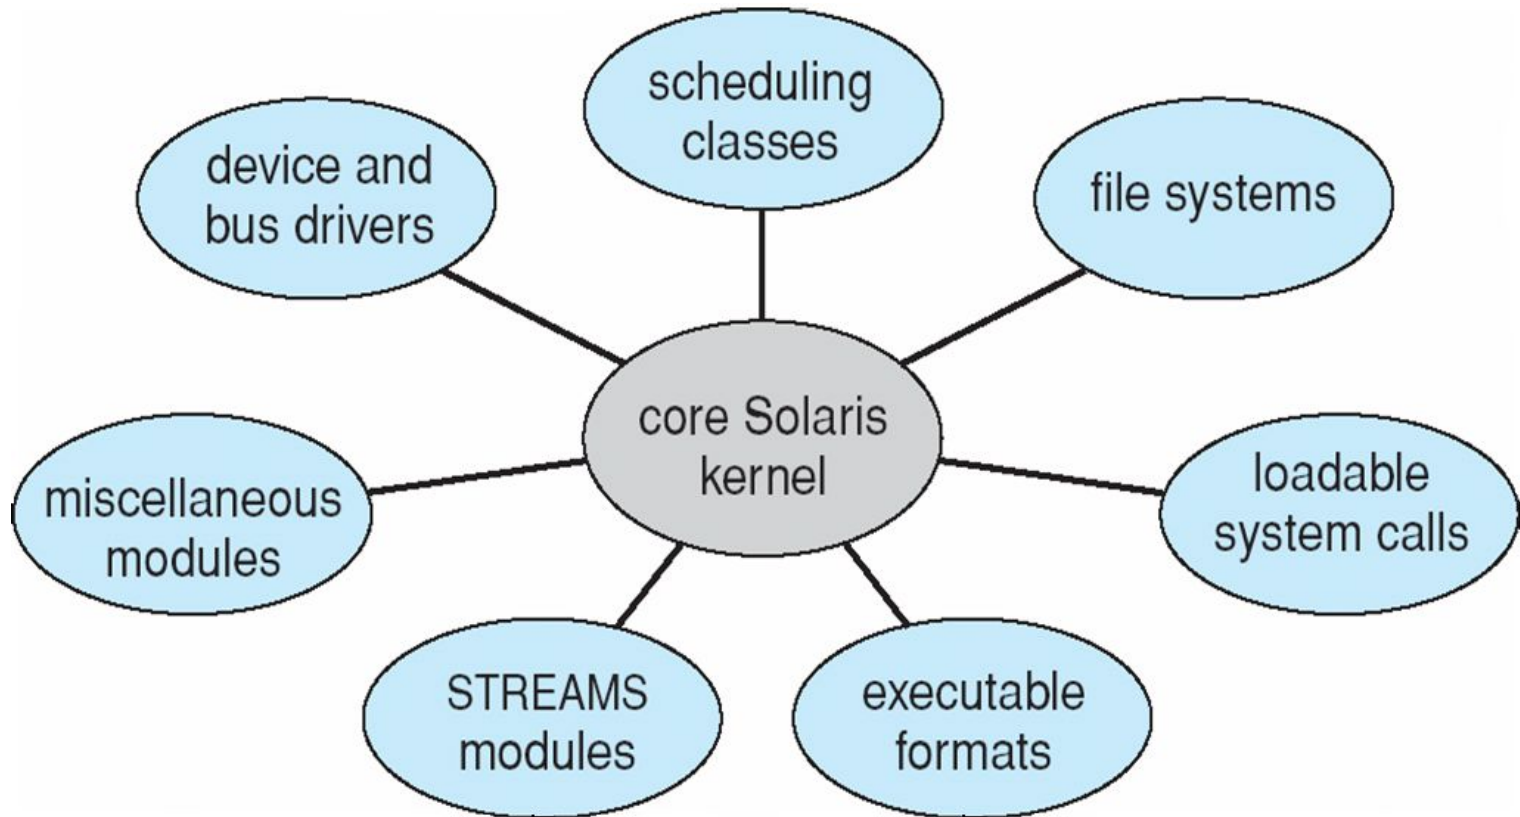 scheduling
classes
device and
bus drivers
file systems
core Solaris
kernel
loadable
system calls
miscellaneous
modules
STREAMS
modules
executable
formats